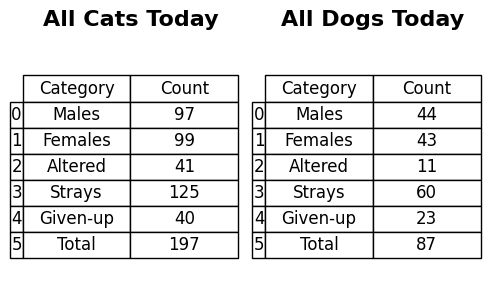 All Cats Today
Category Count
0 Males 97
1 Females 99
2 Altered 41
3 Strays 125
4 Given-up 40
5 Total 197
All Dogs Today
Category Count
0 Males 44
1 Females 43
2 Altered 11
3 Strays 60
4 Given-up 23
5 Total 87